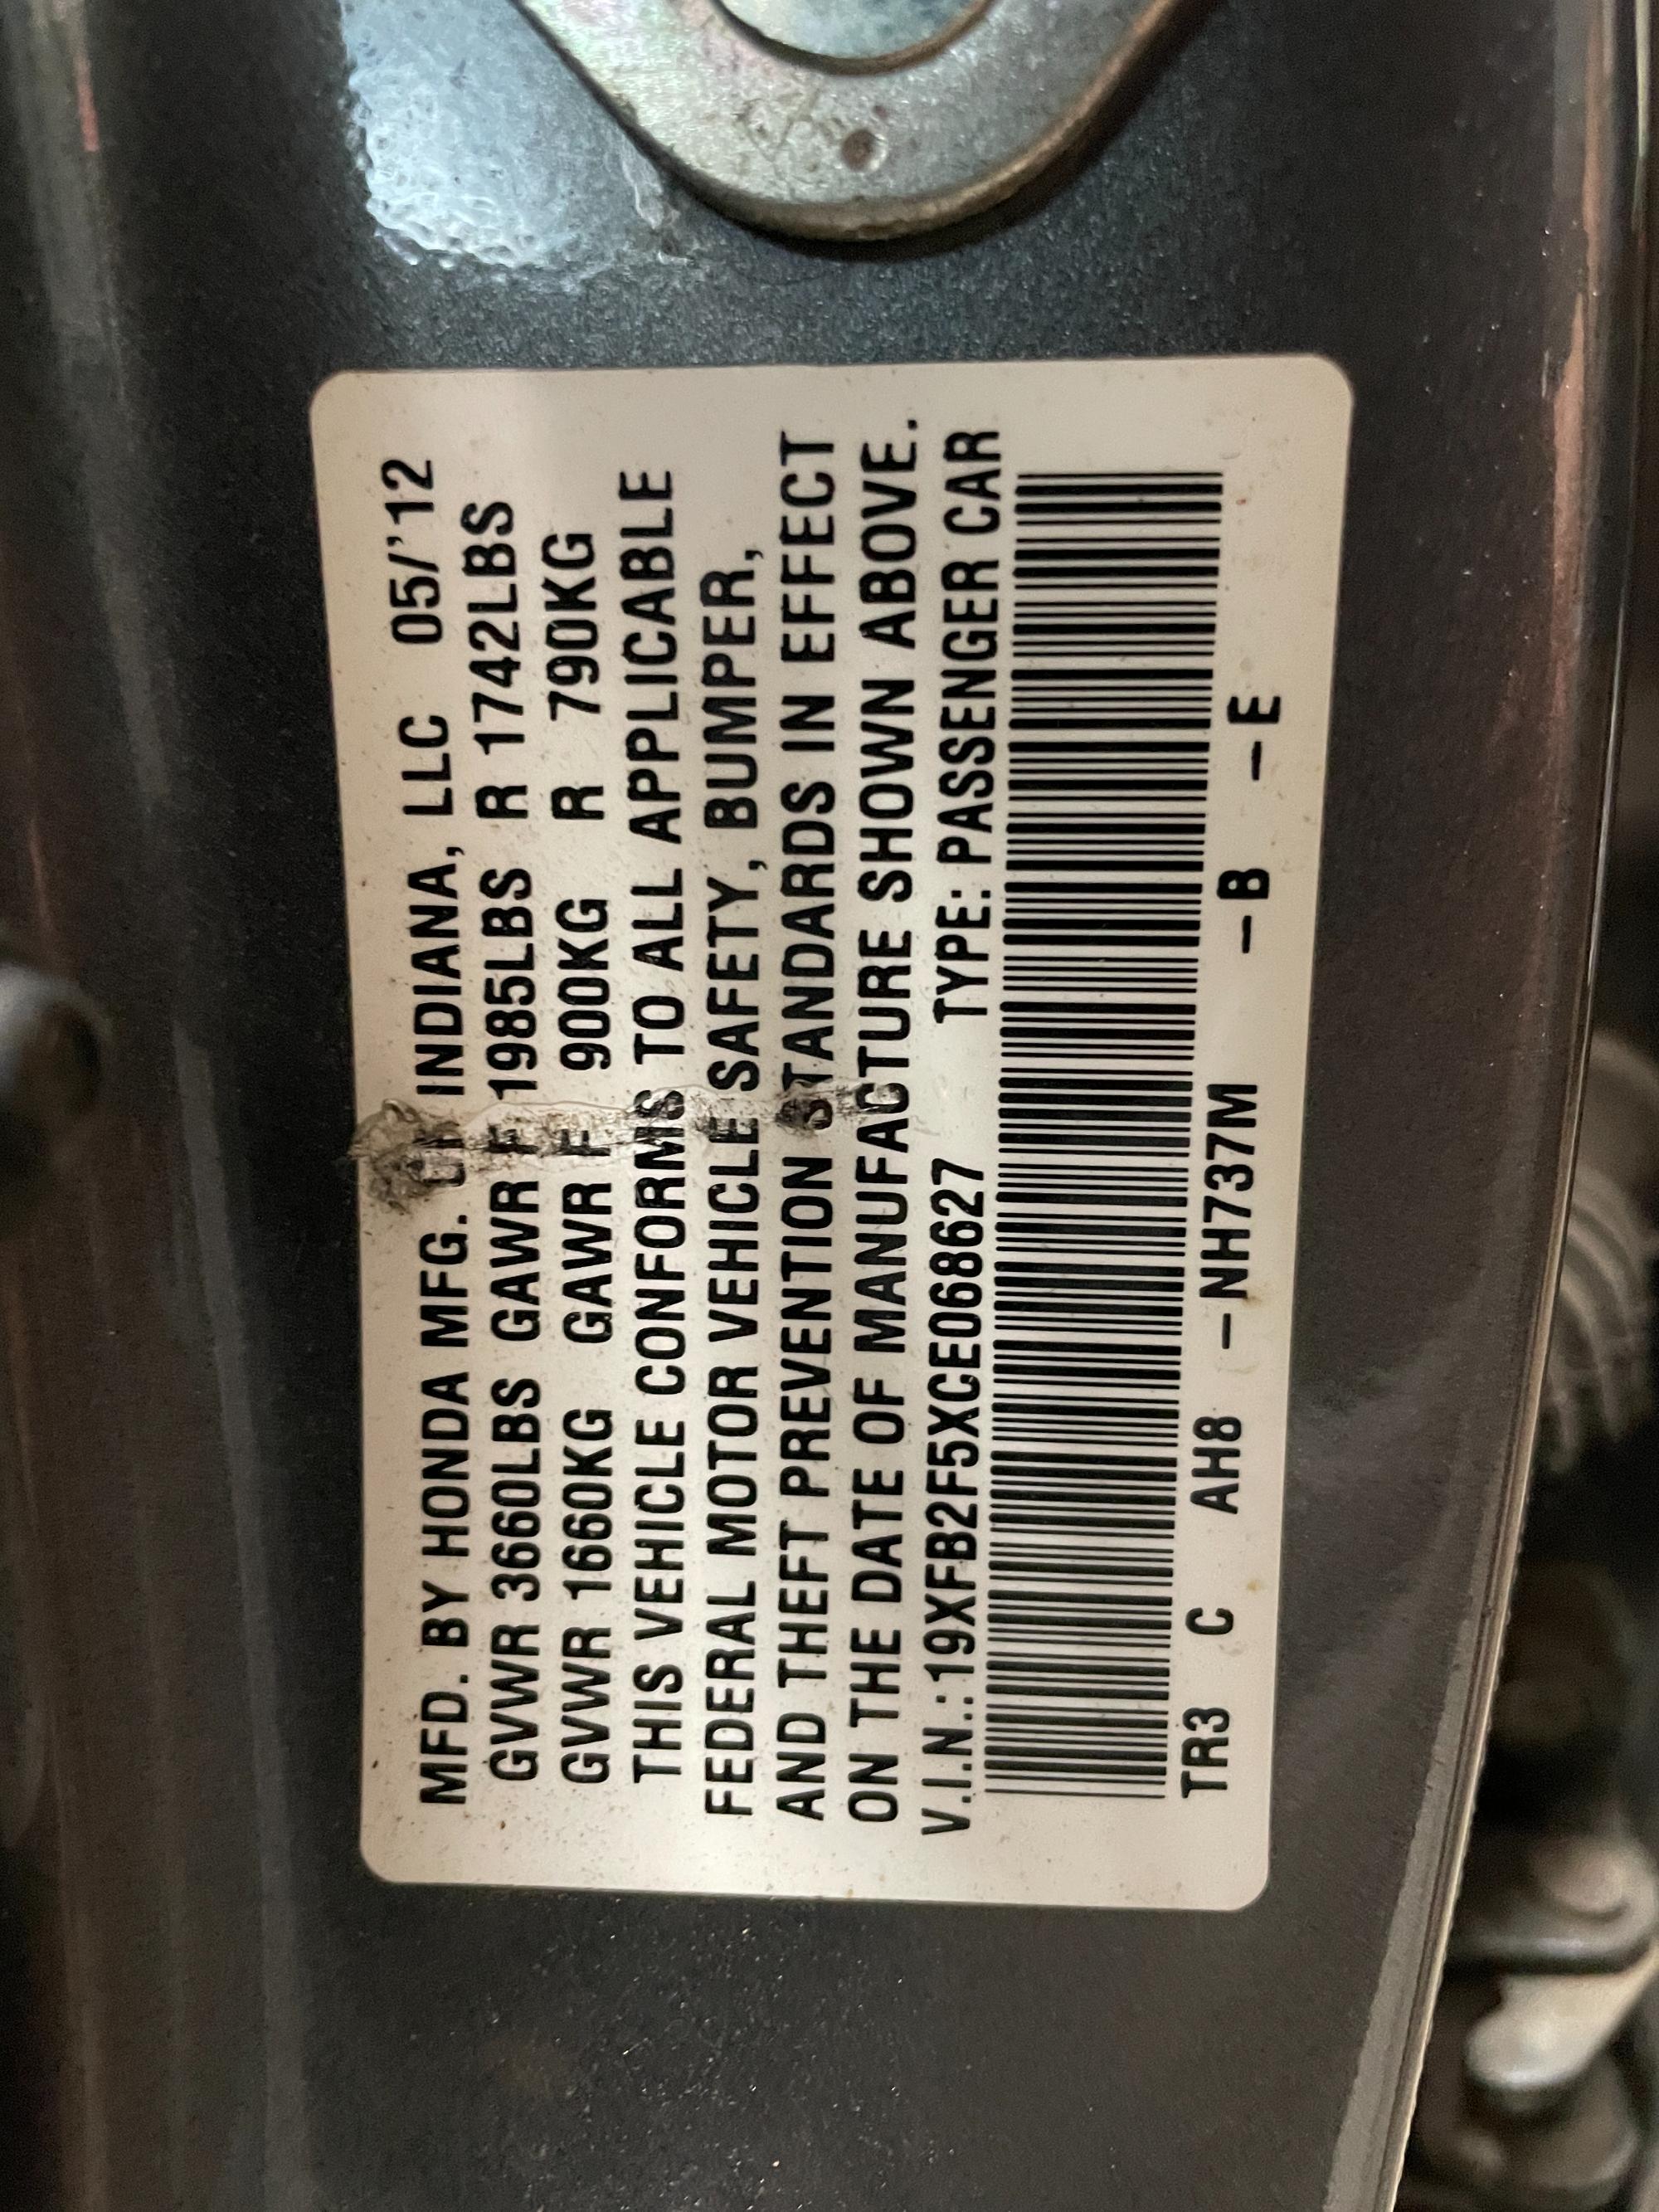 MFD. BY HONDA MFG. OF INDIANA, LLC 05/'12
GVWR 3660LBS GAWR F 1985LBS R 1742LBS
GVWR 1660KG GAWR F 900KG R 790KG
THIS VEHICLE CONFORMS TO ALL APPLICABLE
FEDERAL MOTOR VEHICLE SAFETY, BUMPER,
AND THEFT PREVENTION STANDARDS IN EFFECT
ON THE DATE OF MANUFACTURE SHOWN ABOVE.
V.I.N.:19XFB2F5XCE068627 TYPE: PASSENGER CAR
TR3 C AH8 –NH737M –B –E